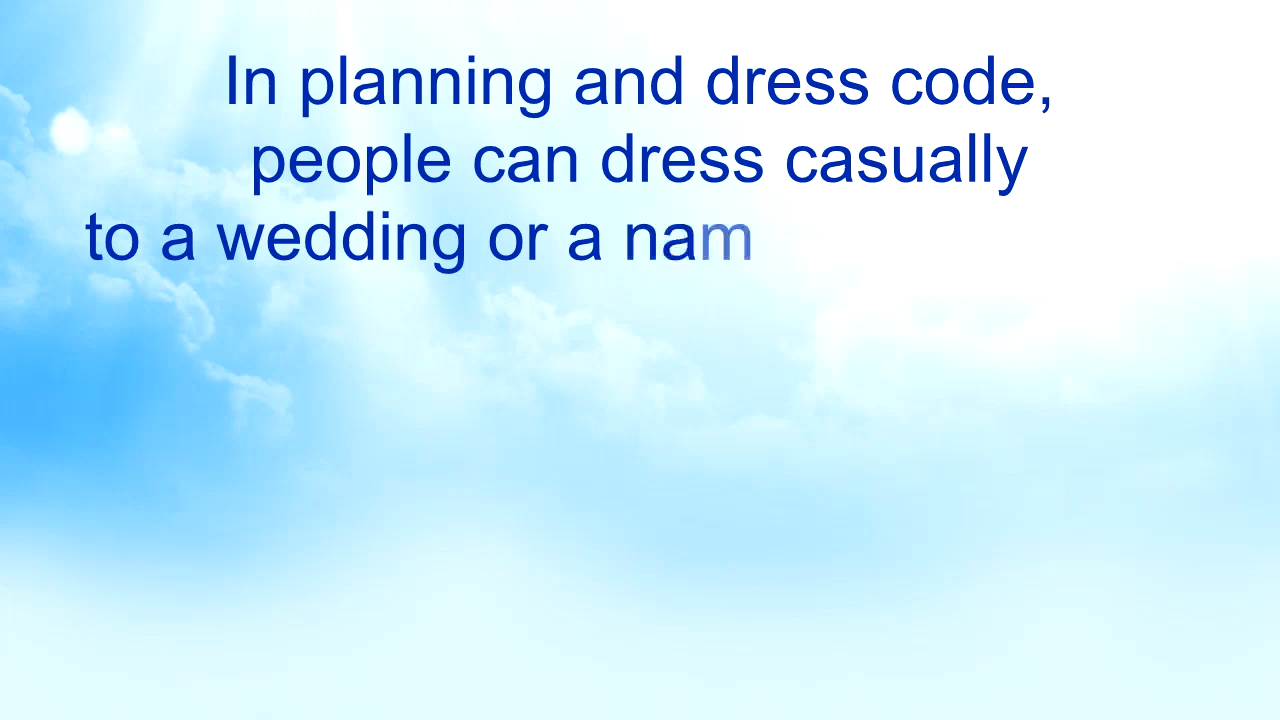 In planning and dress code,
people can dress casually
to a wedding or a nam